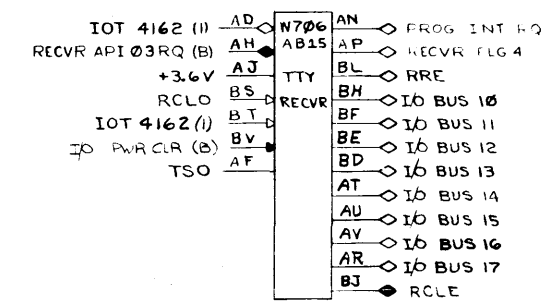 IOT 4162 (1) AD W706 AN PROG INT RQ
RECVR API Ø3RQ (B) AH AB15 AP RECVR FLG 4
+3.6V AJ TTY BL RRE
RCLO BS RECVR BH I/O BUS 10
IOT 4162 (1) BT BF I/O BUS 11
I/O PWR CLR (B) BV BE I/O BUS 12
TSO AF BD I/O BUS 13
AT I/O BUS 14
AU I/O BUS 15
AV I/O BUS 16
AR I/O BUS 17
BJ RCLE